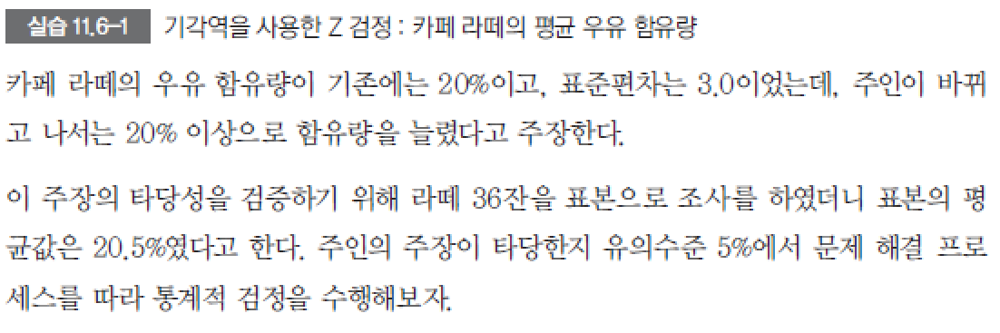 실습 11.6-1 기각역을 사용한 Z 검정 : 카페 라떼의 평균 우유 함유량
카페 라떼의 우유 함유량이 기존에는 20%이고, 표준편차는 3.0이었는데, 주인이 바뀌
고 나서는 20% 이상으로 함유량을 늘렸다고 주장한다.
이 주장의 타당성을 검증하기 위해 라떼 36잔을 표본으로 조사를 하였더니 표본의 평
균값은 20.5%였다고 한다. 주인의 주장이 타당한지 유의수준 5%에서 문제 해결 프로
세스를 따라 통계적 검정을 수행해보자.